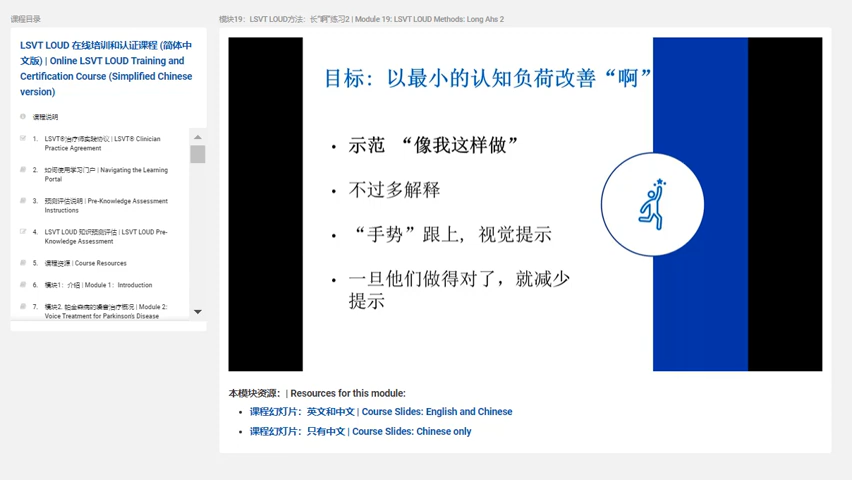 课程目录
模块19：LSVT LOUD方法：长“啊”练习2 | Module 19: LSVT LOUD Methods: Long Ahs 2
LSVT LOUD 在线培训和认证课程 (简体中
文版) | Online LSVT LOUD Training and
Certification Course (Simplified Chinese
version)
课程说明
1. LSVT®治疗师实践协议 | LSVT® Clinician
Practice Agreement
2. 如何使用学习门户 | Navigating the Learning
Portal
3. 预测评估说明 | Pre-Knowledge Assessment
Instructions
4. LSVT LOUD 知识预测评估 | LSVT LOUD Pre-
Knowledge Assessment
5. 课程资源 | Course Resources
6. 模块1：介绍 | Module 1：Introduction
7. 模块2. 帕金森病的嗓音治疗概况 | Module 2:
Voice Treatment for Parkinson's Disease
目标：以最小的认知负荷改善“啊”
• 示范 “像我这样做”
• 不过多解释
• “手势”跟上，视觉提示
• 一旦他们做得对了，就减少
提示
本模块资源：| Resources for this module:
• 课程幻灯片：英文和中文 | Course Slides: English and Chinese
• 课程幻灯片：只有中文 | Course Slides: Chinese only